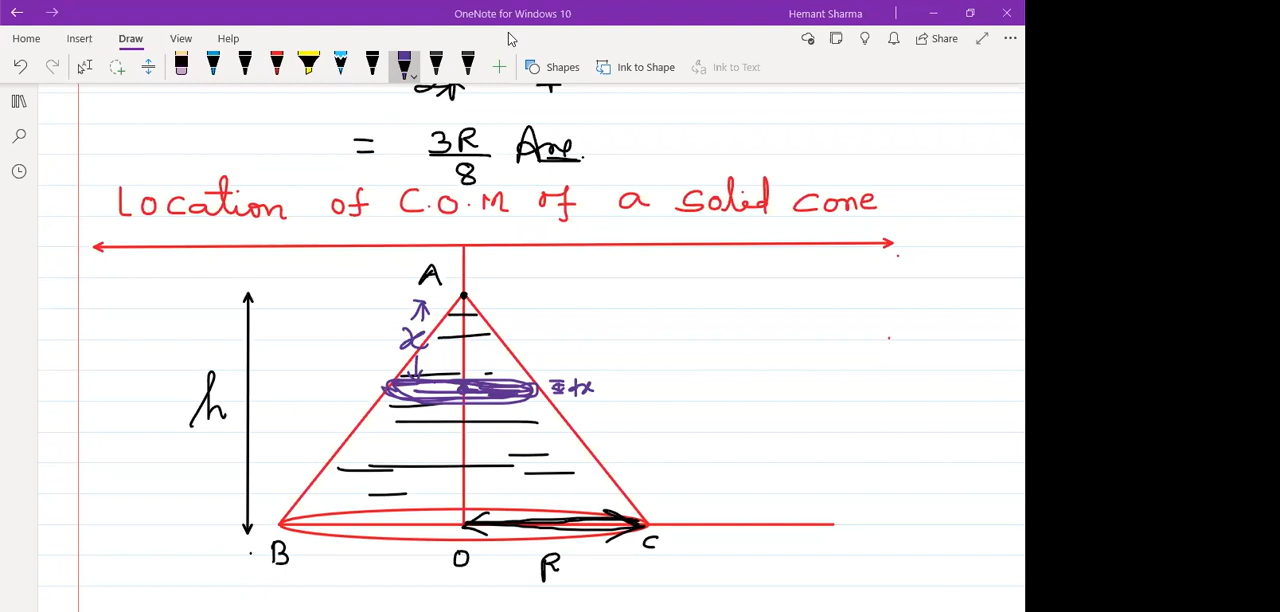 OneNote for Windows 10
Hemant Sharma
Home Insert Draw View Help
Share
Shapes Ink to Shape Ink to Text
= 3R/8 Ans.
Location of C.O.M of a solid cone
A
x
dx
h
B O C
R